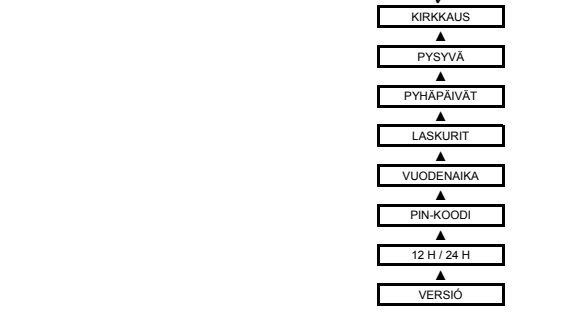 KIRKKAUS
PYSYVÄ
PYHÄPÄIVÄT
LASKURIT
VUODENAIKA
PIN-KOODI
12 H / 24 H
VERSIÓ